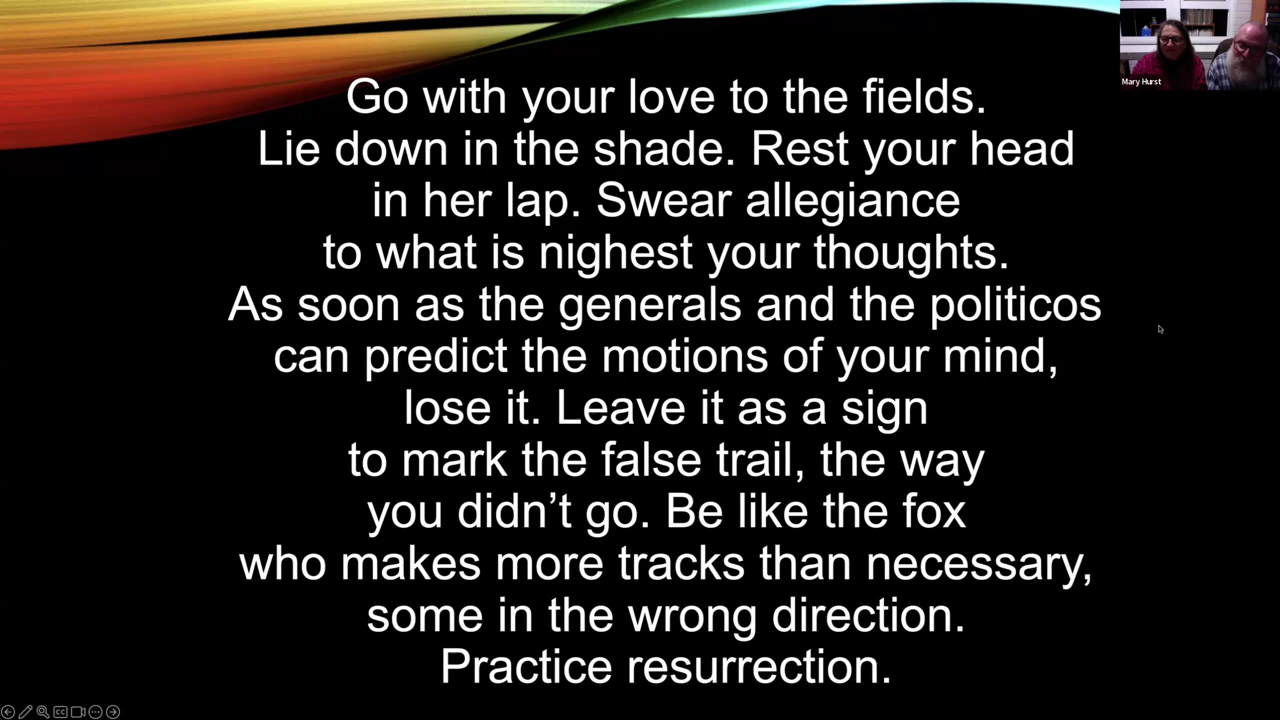 Go with your love to the fields.
Lie down in the shade. Rest your head
in her lap. Swear allegiance
to what is nighest your thoughts.
As soon as the generals and the politicos
can predict the motions of your mind,
lose it. Leave it as a sign
to mark the false trail, the way
you didn’t go. Be like the fox
who makes more tracks than necessary,
some in the wrong direction.
Practice resurrection.
Mary Hurst
CC